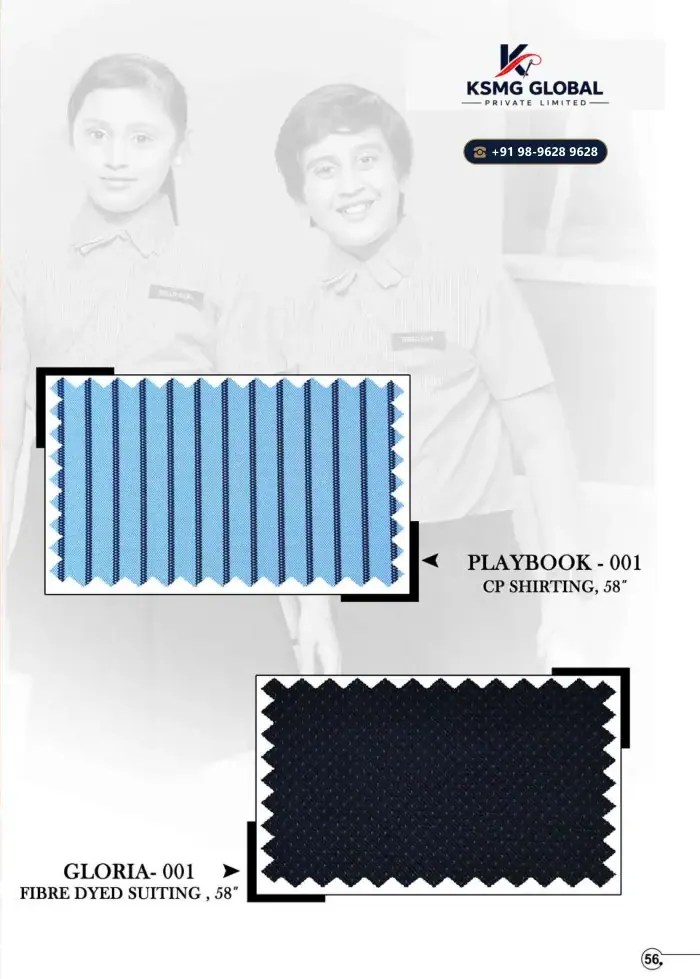 KSMG GLOBAL
PRIVATE LIMITED
+91 98-9628 9628
PLAYBOOK - 001
CP SHIRTING, 58"
GLORIA- 001
FIBRE DYED SUITING , 58"
56.